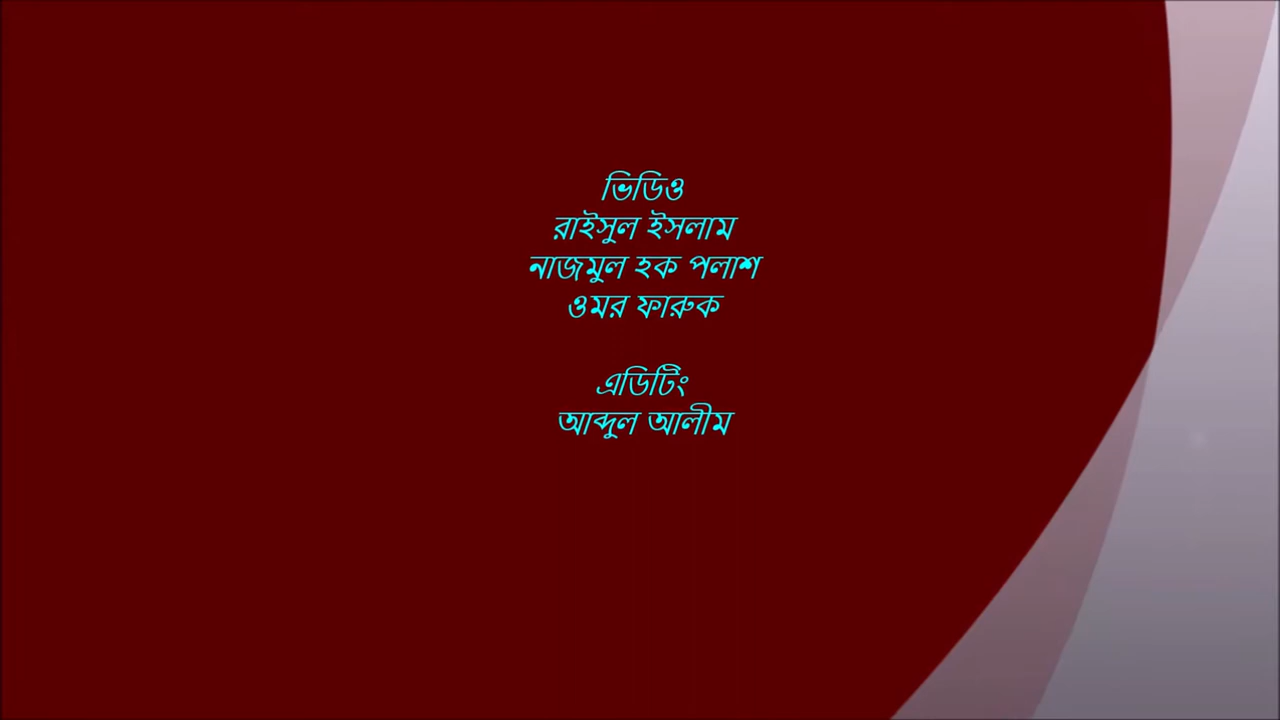 ভিডিও
রাইসুল ইসলাম
নাজমুল হক পলাশ
ওমর ফারুক
এডিটিং
আব্দুল আলীম